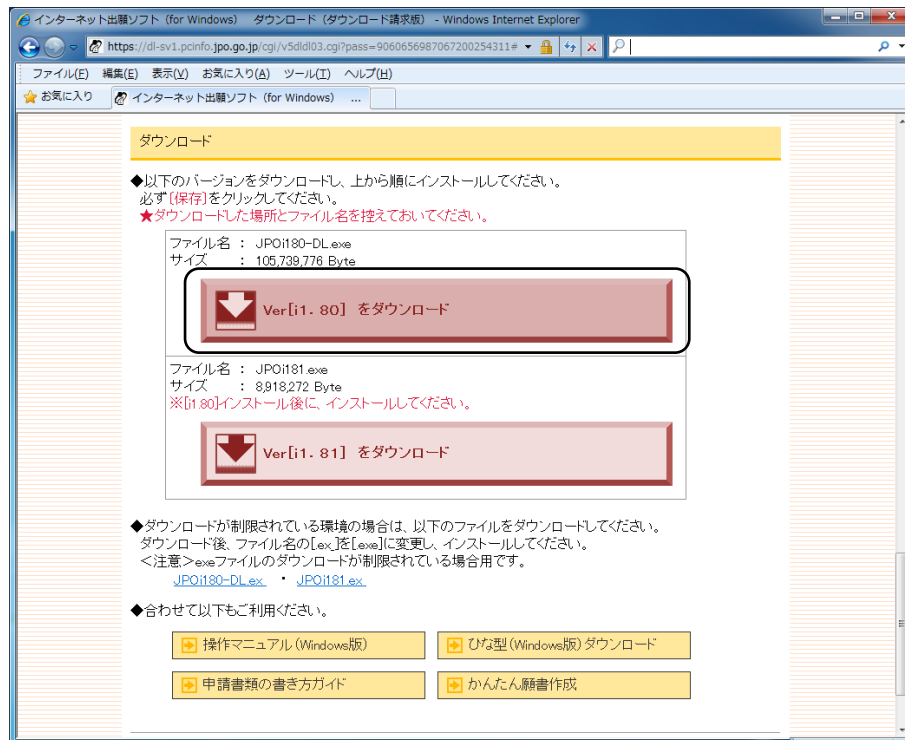 インターネット出願ソフト (for Windows)　ダウンロード (ダウンロード請求版) - Windows Internet Explorer
https://dl-sv1.pcinfo.jpo.go.jp/cgi/v5dldl03.cgi?pass=9060656987067200254311#
ファイル(F) 編集(E) 表示(V) お気に入り(A) ツール(T) ヘルプ(H)
お気に入り インターネット出願ソフト (for Windows) ...
ダウンロード
◆以下のバージョンをダウンロードし、上から順にインストールしてください。
必ず[保存]をクリックしてください。
★ダウンロードした場所とファイル名を控えておいてください。
ファイル名 : JPOi180-DL.exe
サイズ : 105,739,776 Byte
Ver[i1.80] をダウンロード
ファイル名 : JPOi181.exe
サイズ : 8,918,272 Byte
※[i1.80]インストール後に、インストールしてください。
Ver[i1.81] をダウンロード
◆ダウンロードが制限されている環境の場合は、以下のファイルをダウンロードしてください。
ダウンロード後、ファイル名の[.ex_]を[.exe]に変更し、インストールしてください。
<注意>exeファイルのダウンロードが制限されている場合用です。
JPOi180-DL.ex_ ・ JPOi181.ex_
◆合わせて以下もご利用ください。
操作マニュアル(Windows版) ひな型(Windows版)ダウンロード
申請書類の書き方ガイド かんたん願書作成